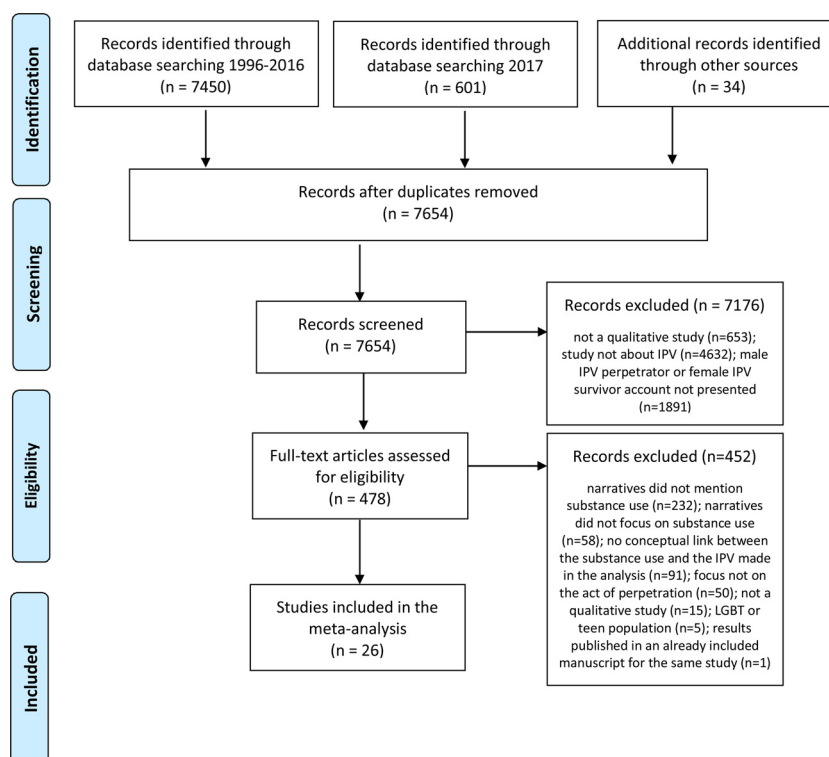 Identification
Records identified through
database searching 1996-2016
(n = 7450)
Records identified through
database searching 2017
(n = 601)
Additional records identified
through other sources
(n = 34)
Records after duplicates removed
(n = 7654)
Screening
Records screened
(n = 7654)
Records excluded (n = 7176)
not a qualitative study (n=653);
study not about IPV (n=4632); male
IPV perpetrator or female IPV
survivor account not presented
(n=1891)
Eligibility
Full-text articles assessed
for eligibility
(n = 478)
Records excluded (n=452)
narratives did not mention
substance use (n=232); narratives
did not focus on substance use
(n=58); no conceptual link between
the substance use and the IPV made
in the analysis (n=91); focus not on
the act of perpetration (n=50); not a
qualitative study (n=15); LGBT or
teen population (n=5); results
published in an already included
manuscript for the same study (n=1)
Included
Studies included in the
meta-analysis
(n = 26)